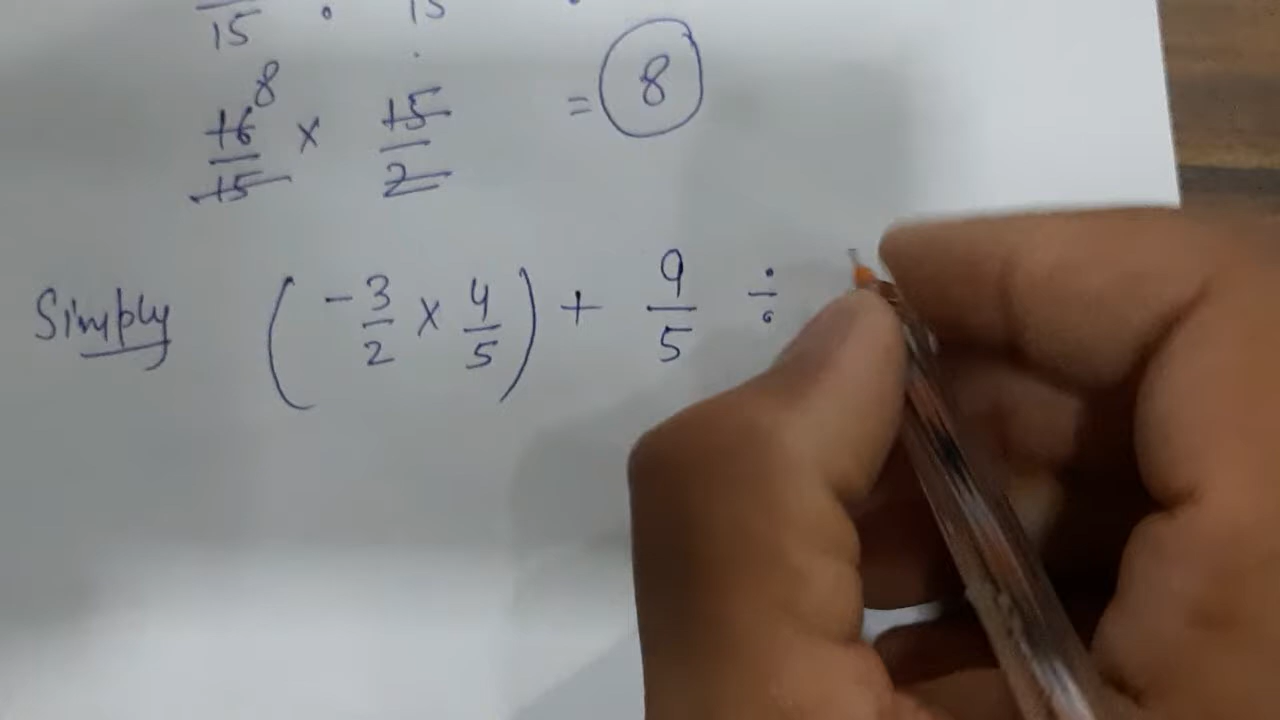 15 . 15
8
16/15 × 15/2 = 8
Simply (-3/2 × 4/5) + 9/5 ÷